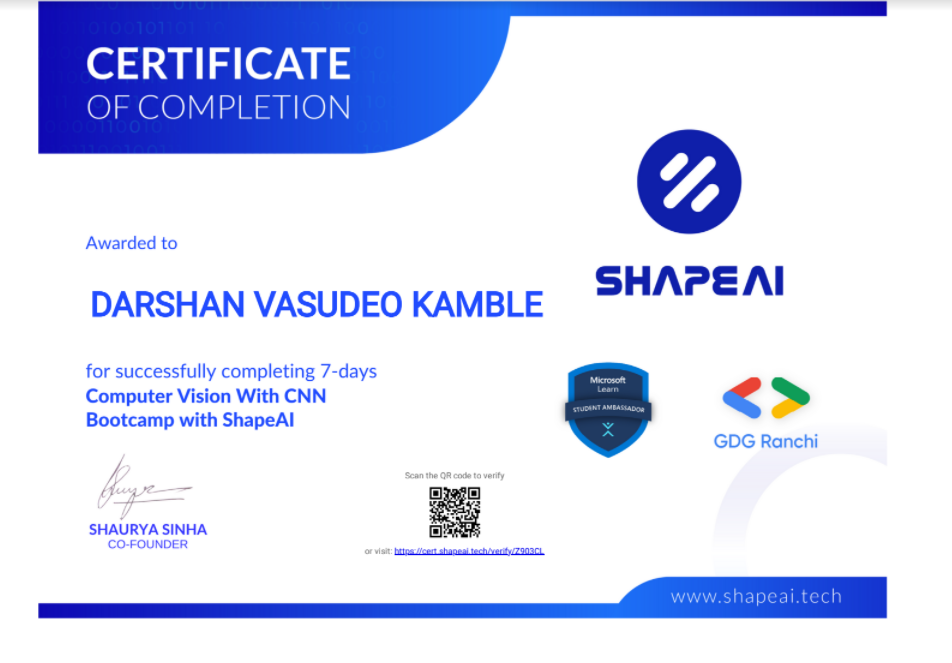 CERTIFICATE
OF COMPLETION
SHAPEAI
Awarded to
DARSHAN VASUDEO KAMBLE
for successfully completing 7-days
Computer Vision With CNN
Bootcamp with ShapeAI
Microsoft
Learn
STUDENT AMBASSADOR
GDG Ranchi
SHAURYA SINHA
CO-FOUNDER
Scan the QR code to verify
or visit: https://cert.shapeai.tech/verify/Z903CL
www.shapeai.tech